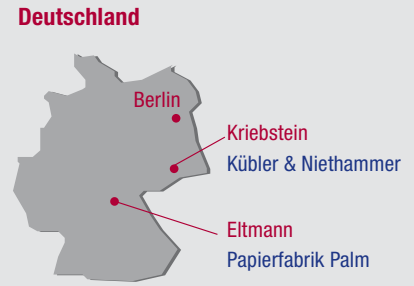 Deutschland
Berlin
Kriebstein
Kübler & Niethammer
Eltmann
Papierfabrik Palm